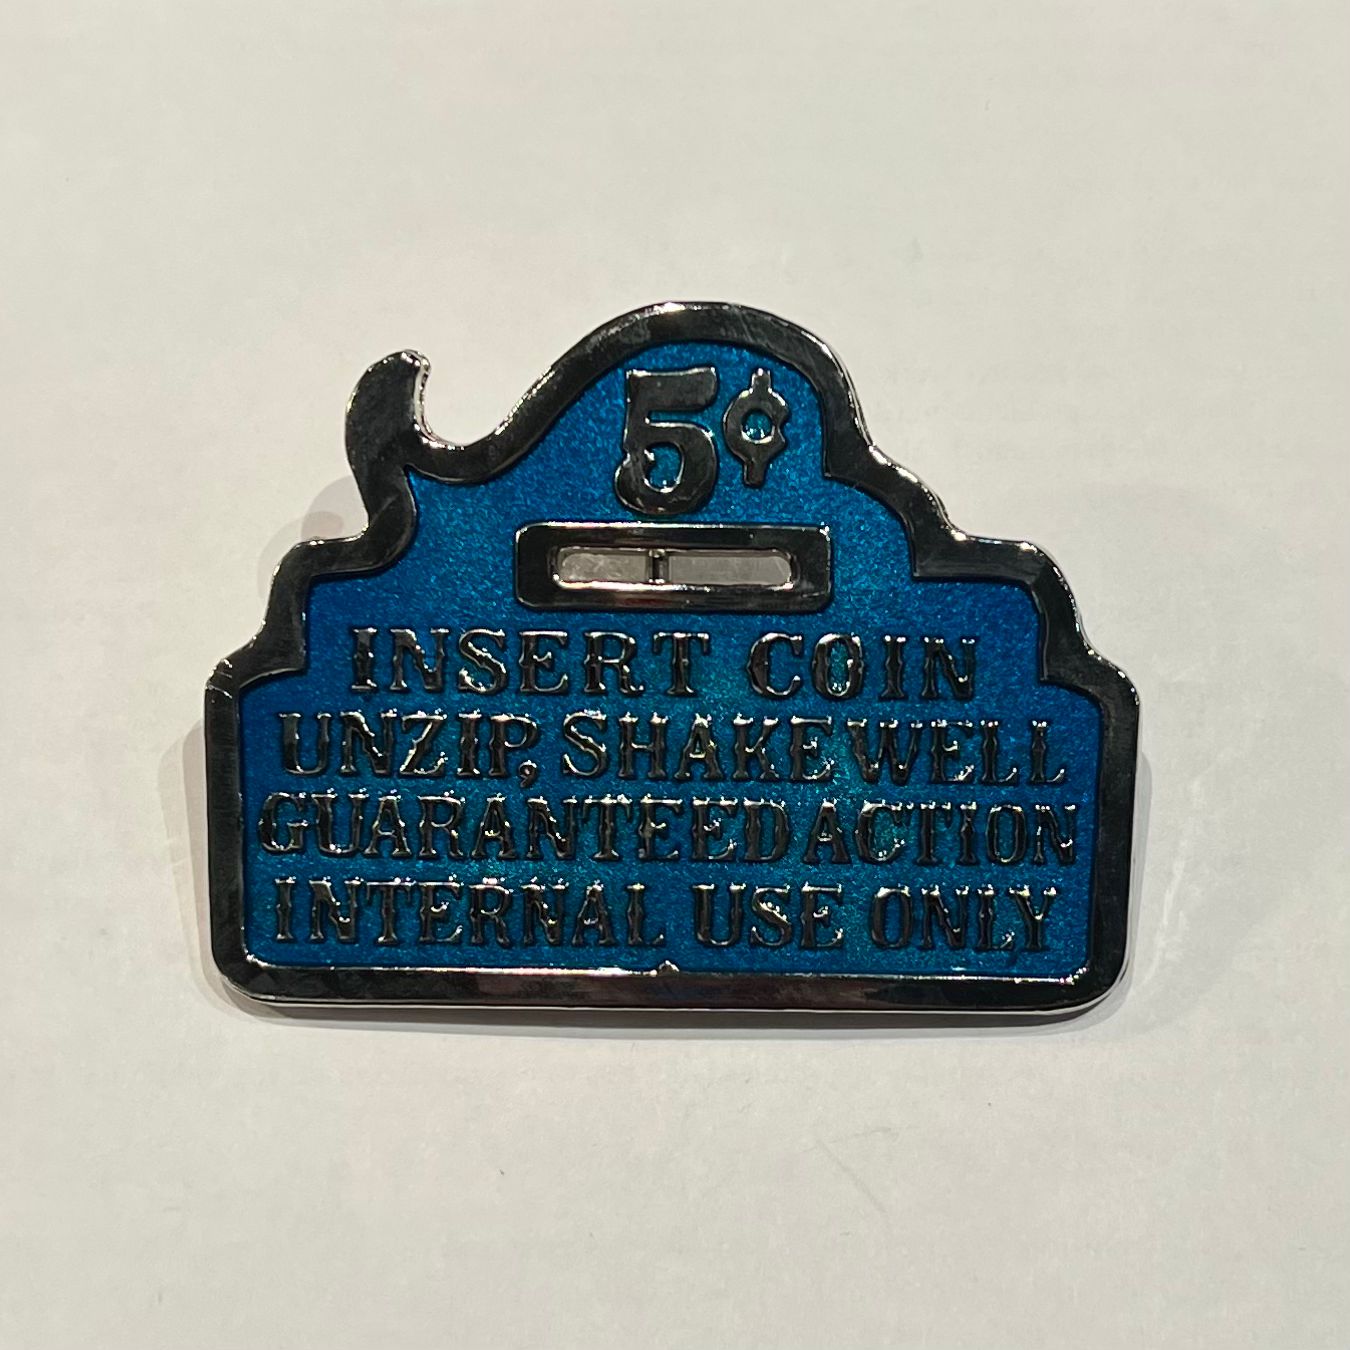 5¢
INSERT COIN
UNZIP, SHAKE WELL
GUARANTEED ACTION
INTERNAL USE ONLY